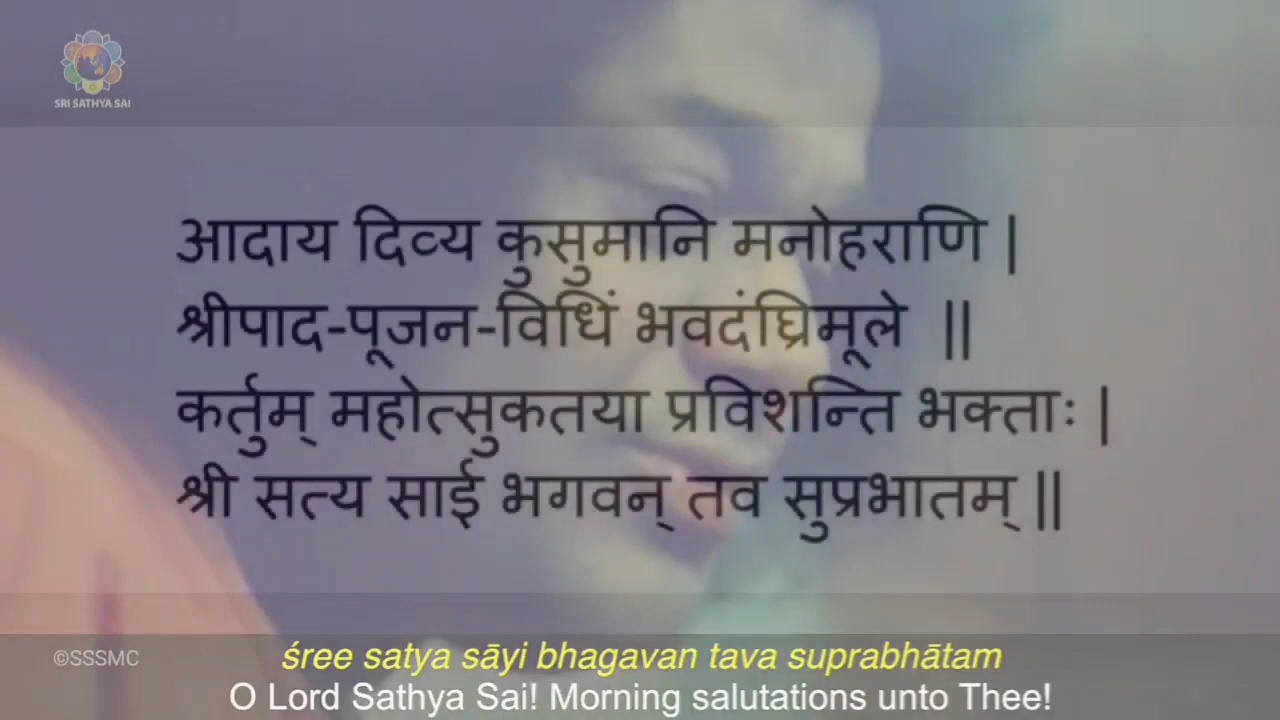 SRI SATHYA SAI
आदाय दिव्य कुसुमानि मनोहराणि |
श्रीपाद-पूजन-विधिं भवदंघ्रिमूले ||
कर्तुम् महोत्सुकतया प्रविशन्ति भक्ताः |
श्री सत्य साई भगवन् तव सुप्रभातम् ||
©SSSMC
śree satya sāyi bhagavan tava suprabhātam
O Lord Sathya Sai! Morning salutations unto Thee!